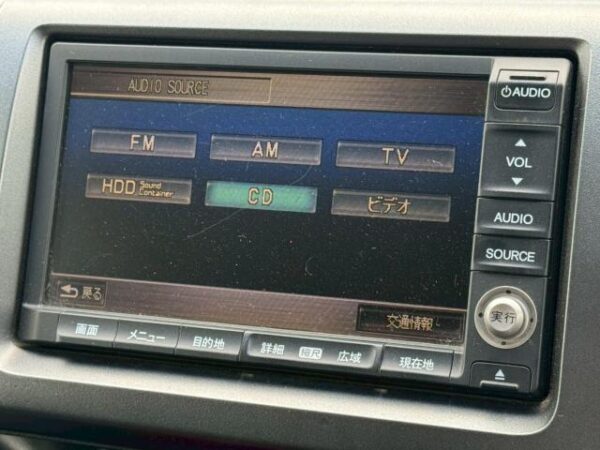 AUDIO SOURCE
FM AM TV
HDD Sound Container CD ビデオ
戻る
交通情報
AUDIO
VOL
AUDIO
SOURCE
実行
画面 メニュー 目的地 詳細 縮尺 広域 現在地